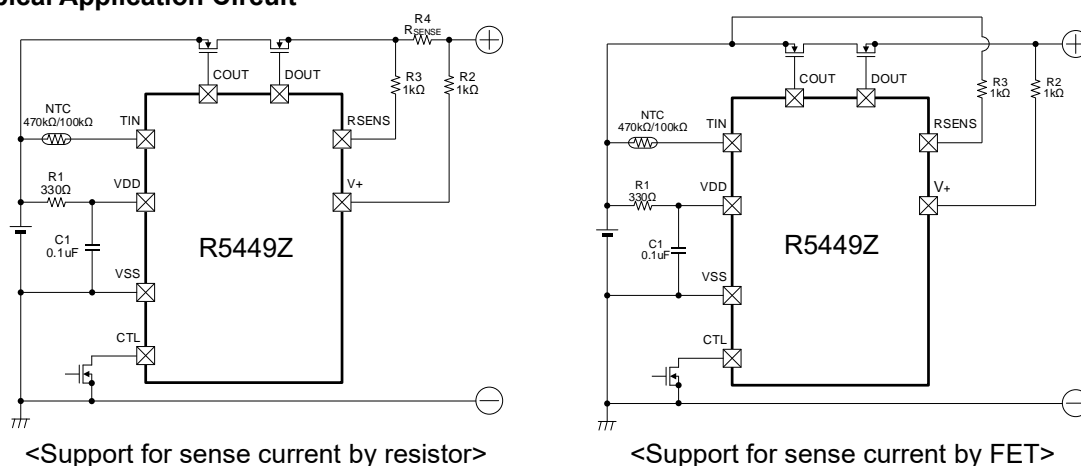 pical Application Circuit
R4
RSENSE
COUT
DOUT
R3
1kΩ
R2
1kΩ
NTC
470kΩ/100kΩ
TIN
RSENS
R1
330Ω
VDD
V+
C1
0.1uF
R5449Z
VSS
CTL
<Support for sense current by resistor>
COUT
DOUT
R3
1kΩ
R2
1kΩ
NTC
470kΩ/100kΩ
TIN
RSENS
R1
330Ω
VDD
V+
C1
0.1uF
R5449Z
VSS
CTL
<Support for sense current by FET>